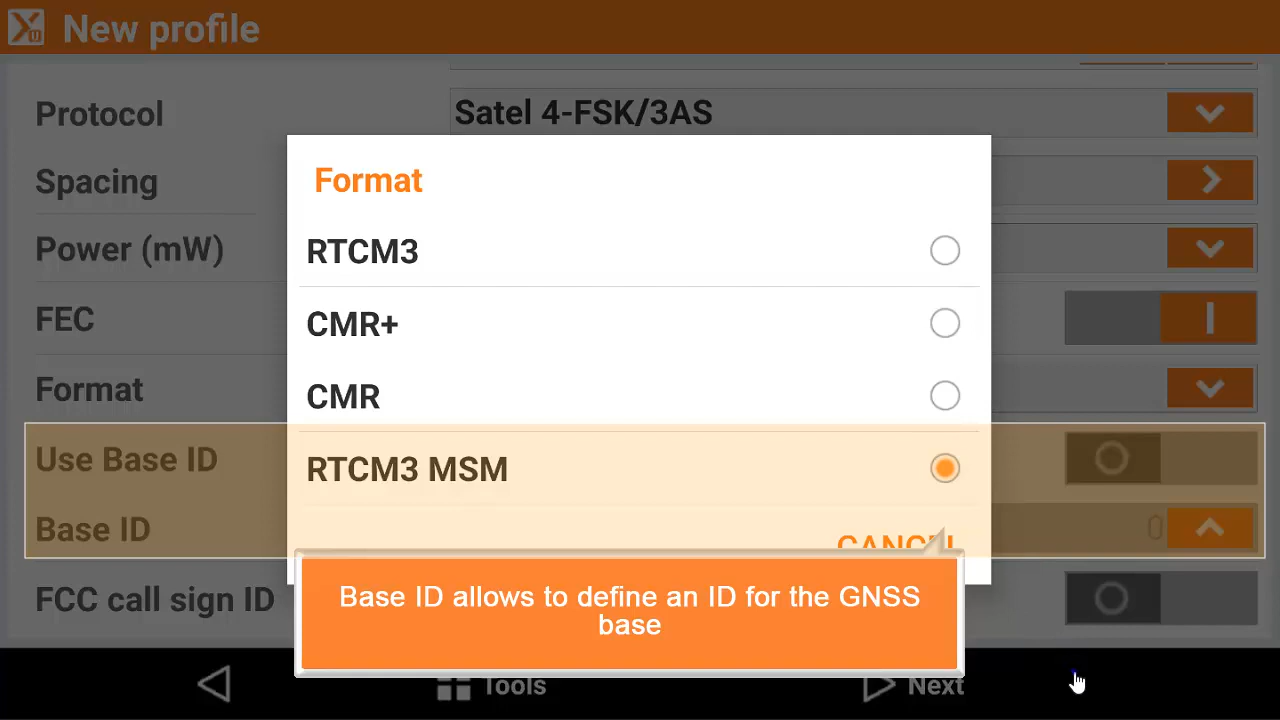 New profile
Protocol
Satel 4-FSK/3AS
Spacing
Power (mW)
FEC
Format
Use Base ID
Base ID
0
FCC call sign ID
Format
RTCM3
CMR+
CMR
RTCM3 MSM
CANCEL
Base ID allows to define an ID for the GNSS
base
Tools
Next